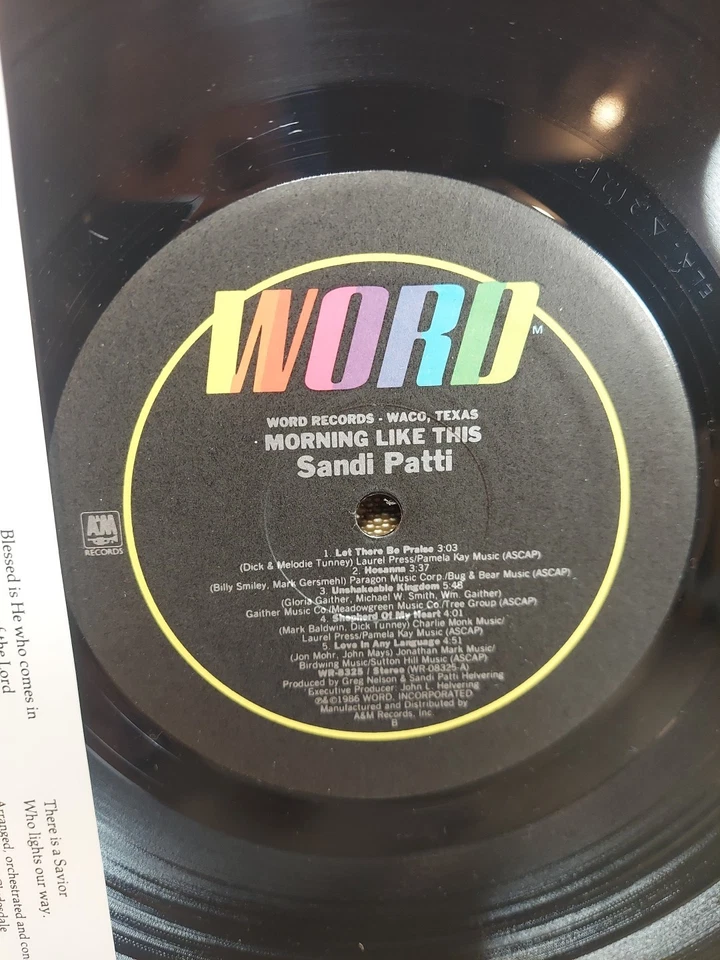 WORD
TM
WORD RECORDS - WACO, TEXAS
MORNING LIKE THIS
Sandi Patti
A&M
RECORDS
1. Let There Be Praise 3:03
(Dick & Melodie Tunney) Laurel Press/Pamela Kay Music (ASCAP)
2. Hosanna 3:37
(Billy Smiley, Mark Gersmehl) Paragon Music Corp./Bug & Bear Music (ASCAP)
3. Unshakeable Kingdom 5:48
(Gloria Gaither, Michael W. Smith, Wm. Gaither)
Gaither Music Co./Meadowgreen Music Co./Tree Group (ASCAP)
4. Shepherd Of My Heart 4:01
(Mark Baldwin, Dick Tunney) Charlie Monk Music/
Laurel Press/Pamela Kay Music (ASCAP)
5. Love In Any Language 4:51
(Jon Mohr, John Mays) Jonathan Mark Music/
Birdwing Music/Sutton Hill Music (ASCAP)
WR-8325 / Stereo (WR-08325-A)
Produced by Greg Nelson & Sandi Patti Helvering
Executive Producer: John L. Helvering
℗&©1986 WORD, INCORPORATED
Manufactured and Distributed by
A&M Records, Inc.
B
Blessed is He who comes in
the Lord
There is a Savior
Who lights our way.
Arranged, orchestrated and con